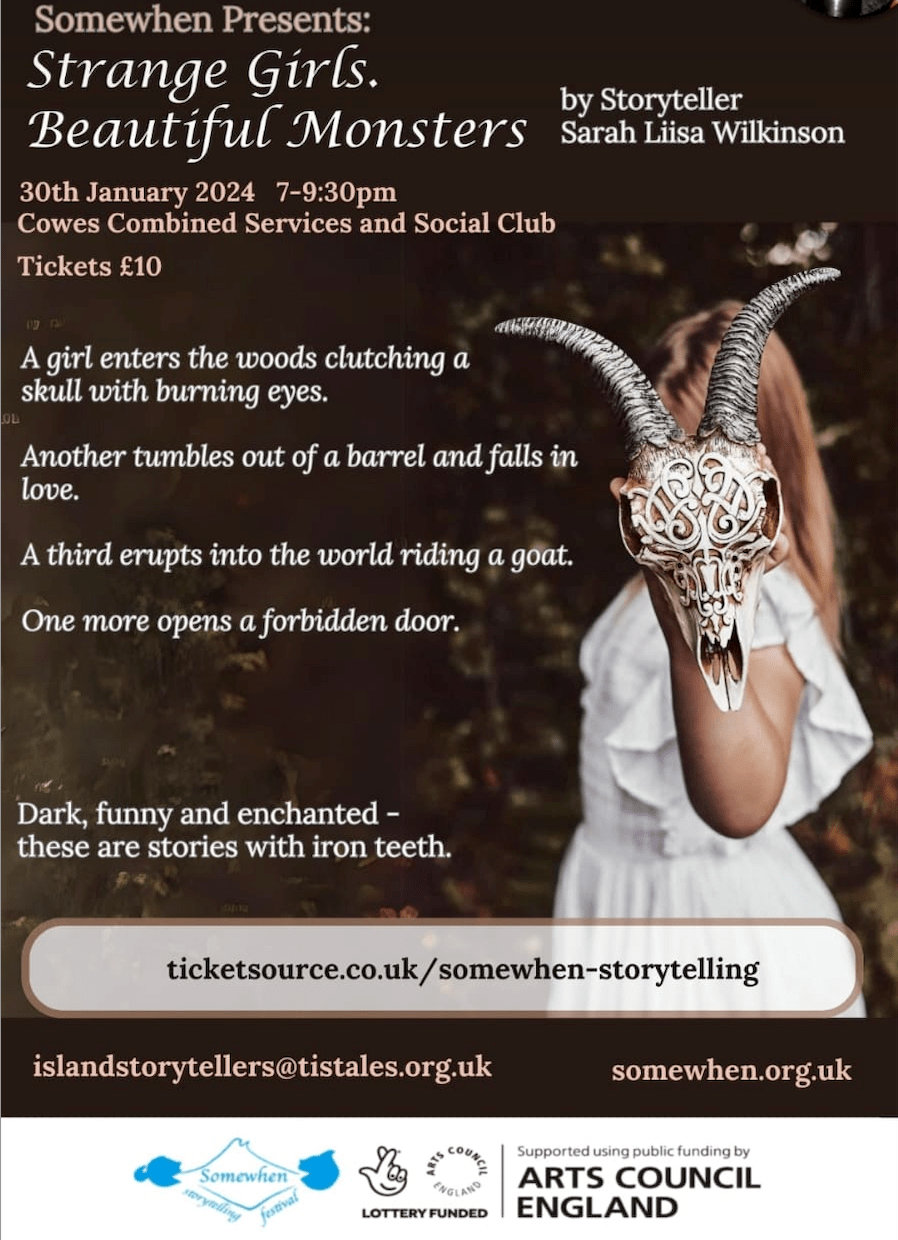 Somewhen Presents:
Strange Girls.
Beautiful Monsters
by Storyteller
Sarah Liisa Wilkinson
30th January 2024 7-9:30pm
Cowes Combined Services and Social Club
Tickets £10
A girl enters the woods clutching a
skull with burning eyes.
Another tumbles out of a barrel and falls in
love.
A third erupts into the world riding a goat.
One more opens a forbidden door.
Dark, funny and enchanted –
these are stories with iron teeth.
ticketsource.co.uk/somewhen-storytelling
islandstorytellers@tistales.org.uk
somewhen.org.uk
Somewhen
storytelling festival
ARTS COUNCIL
ENGLAND
LOTTERY FUNDED
Supported using public funding by
ARTS COUNCIL
ENGLAND